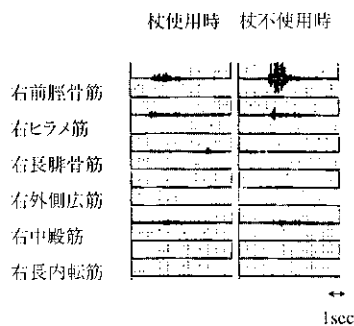 杖使用時 杖不使用時
右前脛骨筋
右ヒラメ筋
右長腓骨筋
右外側広筋
右中殿筋
右長内転筋
1sec